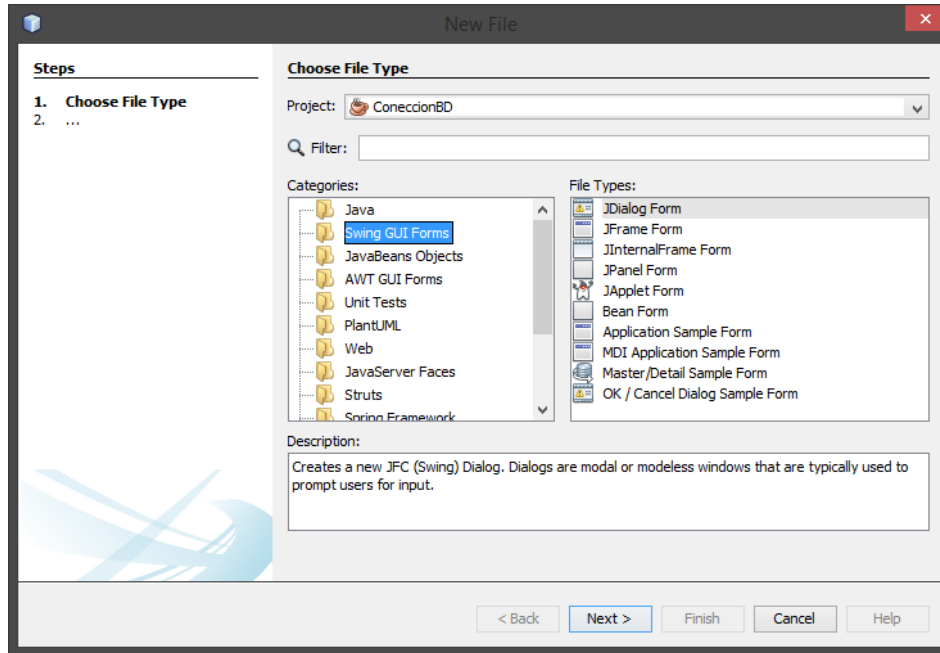 New File
Steps
1. Choose File Type
2. ...
Choose File Type
Project: ConeccionBD
Filter:
Categories:
Java
Swing GUI Forms
JavaBeans Objects
AWT GUI Forms
Unit Tests
PlantUML
Web
JavaServer Faces
Struts
Spring Framework
File Types:
JDialog Form
JFrame Form
JInternalFrame Form
JPanel Form
JApplet Form
Bean Form
Application Sample Form
MDI Application Sample Form
Master/Detail Sample Form
OK / Cancel Dialog Sample Form
Description:
Creates a new JFC (Swing) Dialog. Dialogs are modal or modeless windows that are typically used to
prompt users for input.
< Back Next > Finish Cancel Help